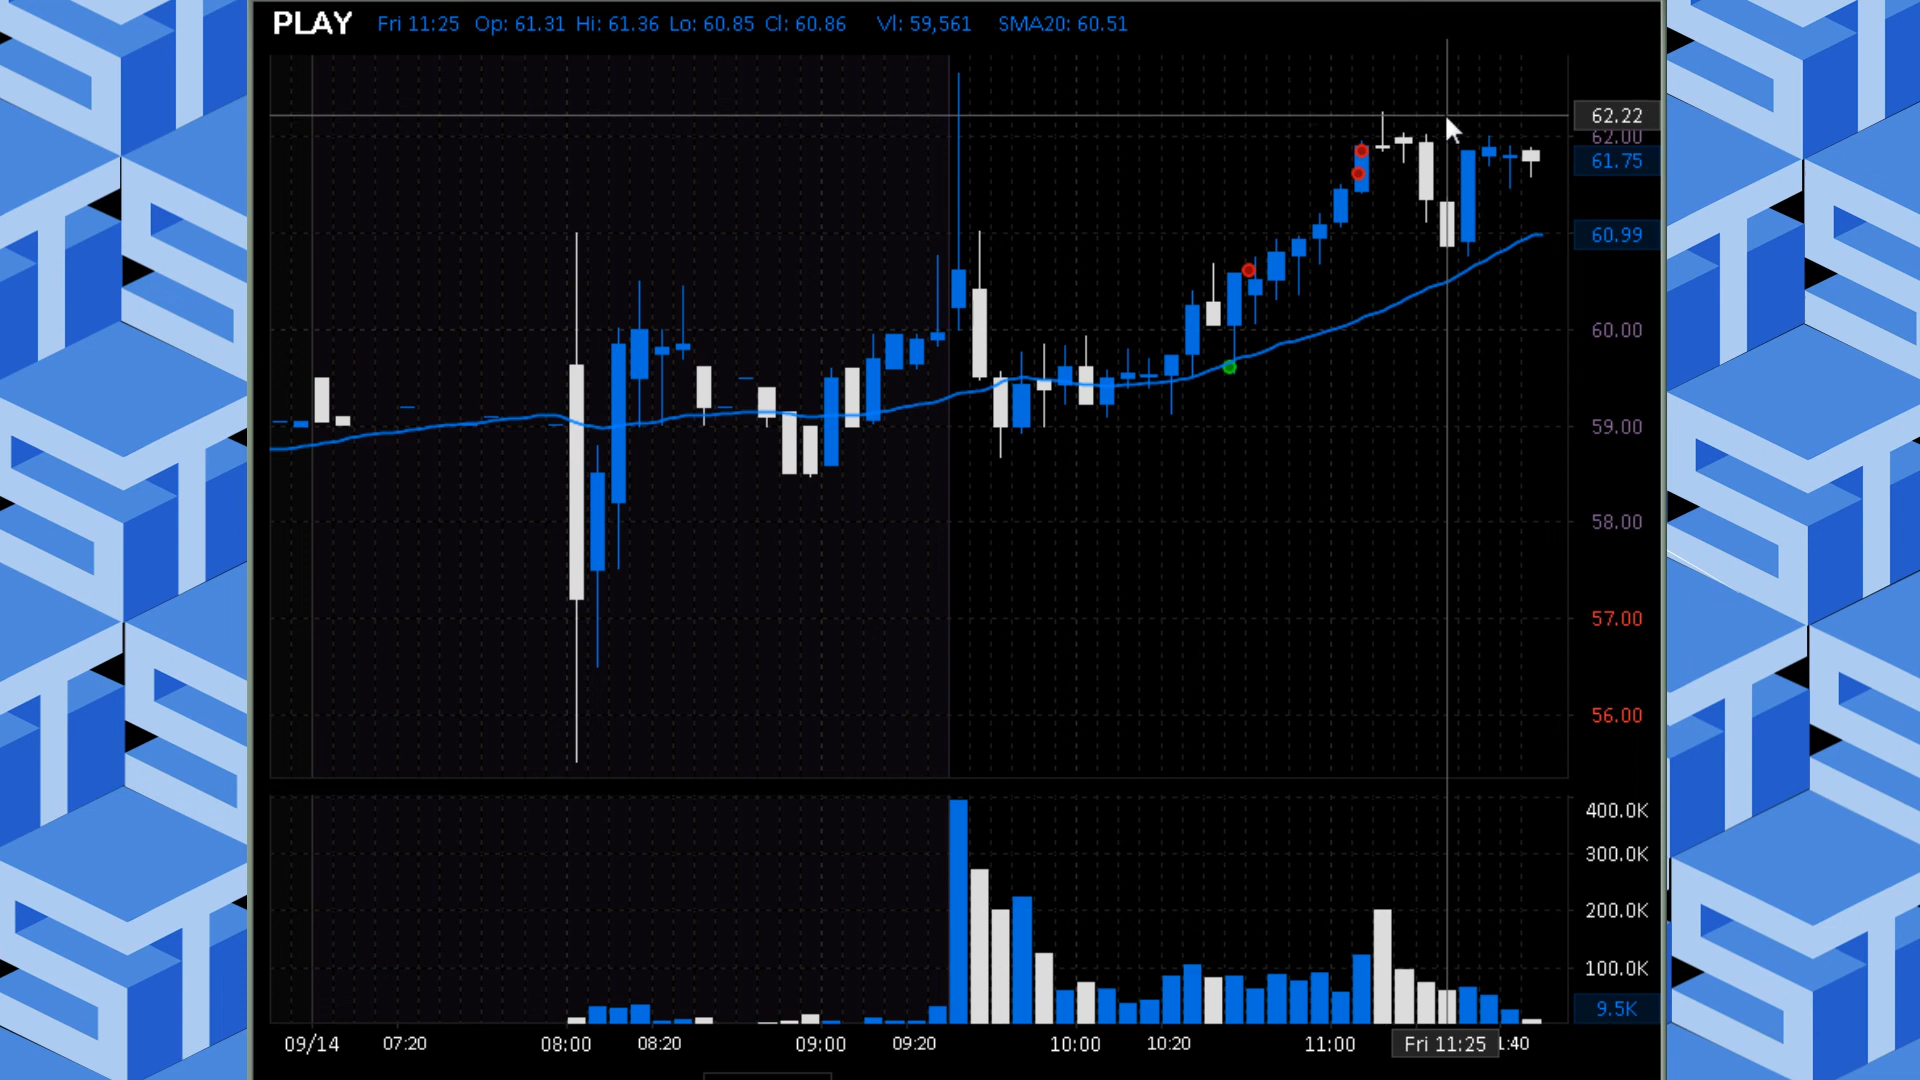 PLAY Fri 11:25 Op: 61.31 Hi: 61.36 Lo: 60.85 Cl: 60.86 Vl: 59,561 SMA20: 60.51
62.22
62.00
61.75
60.99
60.00
59.00
58.00
57.00
56.00
400.0K
300.0K
200.0K
100.0K
9.5K
09/14 07:20 08:00 08:20 09:00 09:20 10:00 10:20 11:00 Fri 11:25 1:40